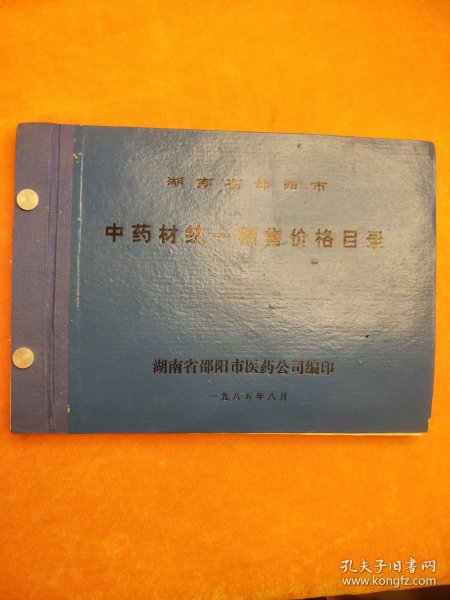 湖南省邵阳市
中药材统一销售价格目录
湖南省邵阳市医药公司编印
一九八五年八月
孔夫子旧书网
www.kongfz.com